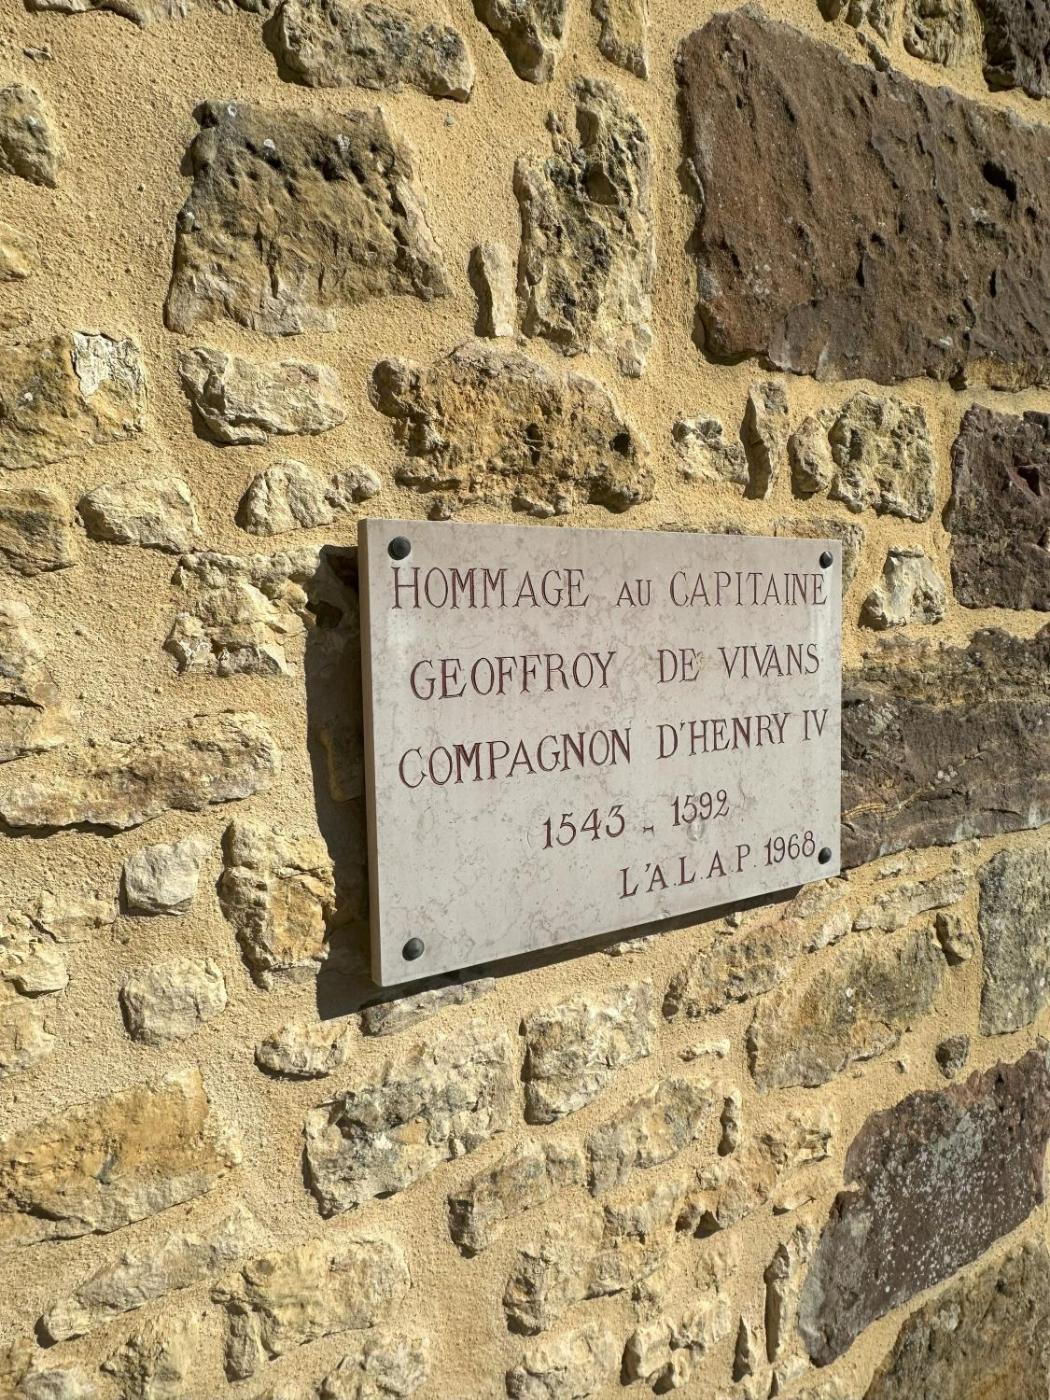 HOMMAGE AU CAPITAINE
GEOFFROY DE VIVANS
COMPAGNON D'HENRY IV
1543 - 1592
L'A.L.A.P. 1968